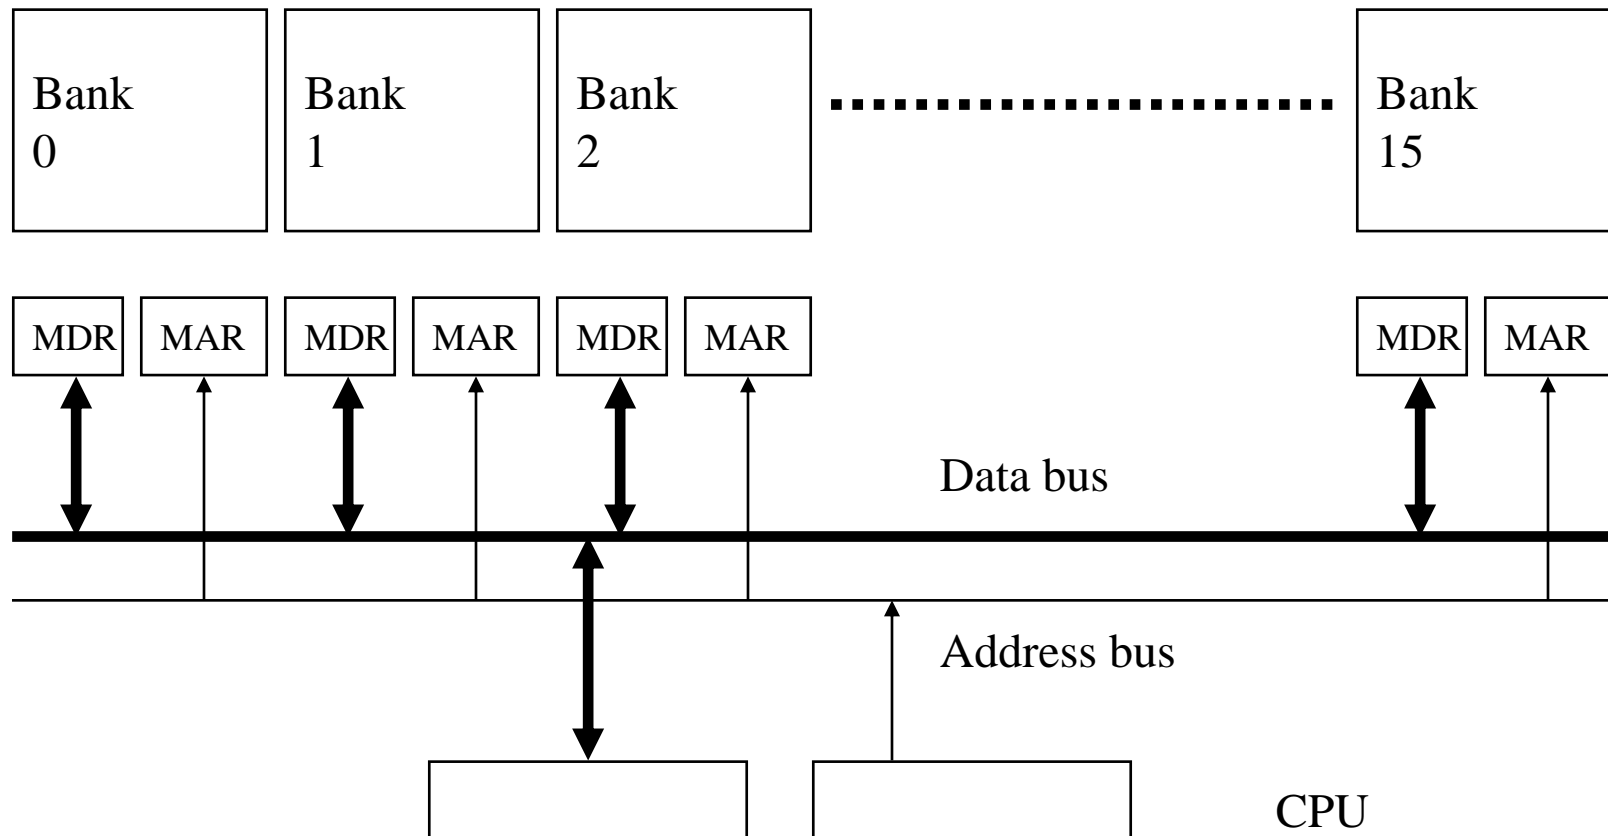 Bank
0
Bank
1
Bank
2
Bank
15
MDR
MAR
MDR
MAR
MDR
MAR
MDR
MAR
Data bus
Address bus
CPU